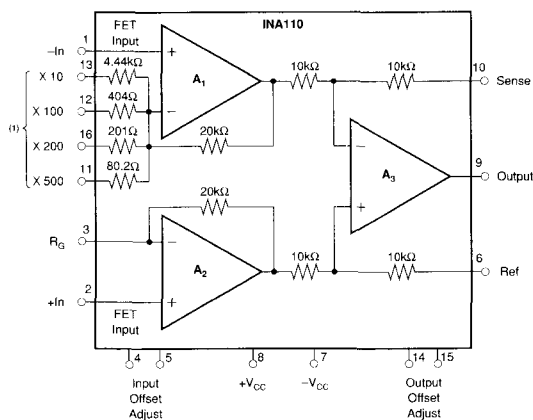 INA110
FET
Input
1
–In
13
4.44kΩ
X 10
12
404Ω
X 100
(1)
16
201Ω
X 200
11
80.2Ω
X 500
A1
20kΩ
10kΩ
10kΩ
10
Sense
A3
9
Output
3
RG
20kΩ
A2
10kΩ
10kΩ
6
Ref
2
+In
FET
Input
4
5
8
7
14
15
Input
Offset
Adjust
+VCC
–VCC
Output
Offset
Adjust
+
–
–
+
–
+